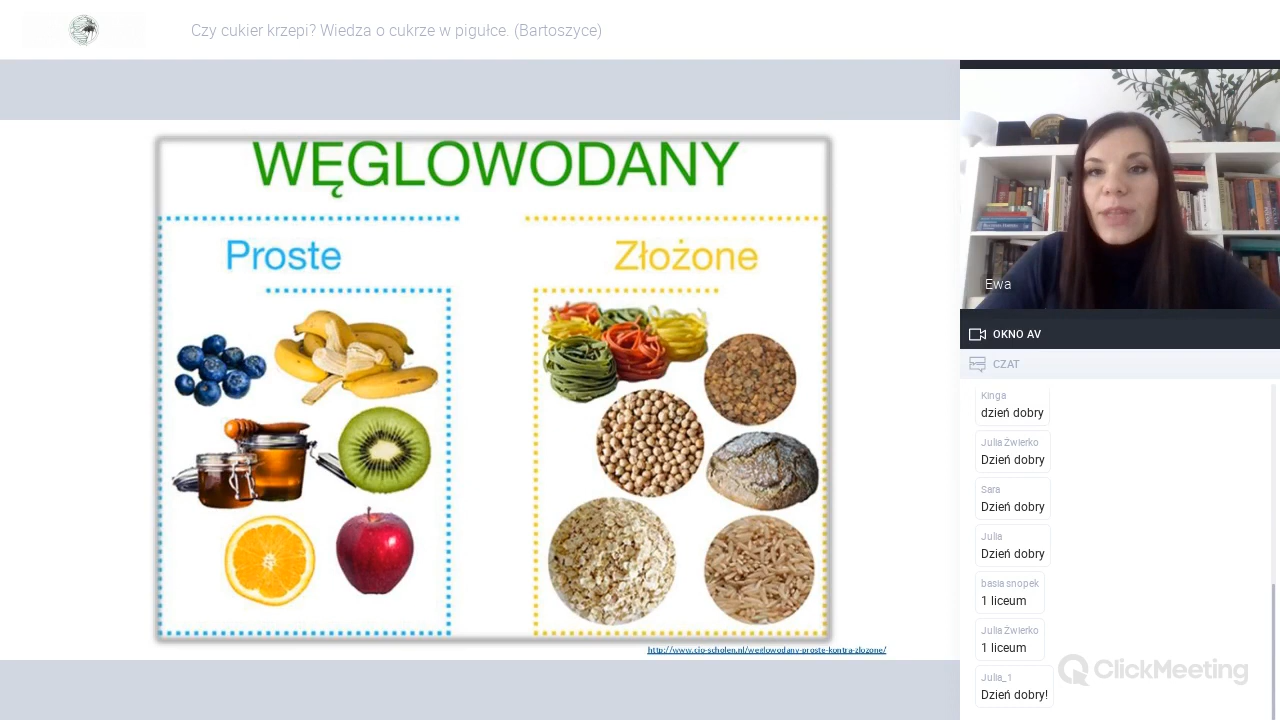 Czy cukier krzepi? Wiedza o cukrze w pigułce. (Bartoszyce)
WĘGLOWODANY
Proste
Złożone
http://www.cio-scholen.nl/weglowodany-proste-kontra-zlozone/
Ewa
OKNO AV
CZAT
Kinga
dzień dobry
Julia Żwierko
Dzień dobry
Sara
Dzień dobry
Julia
Dzień dobry
basia snopek
1 liceum
Julia Żwierko
1 liceum
Julia_1
Dzień dobry!
ClickMeeting